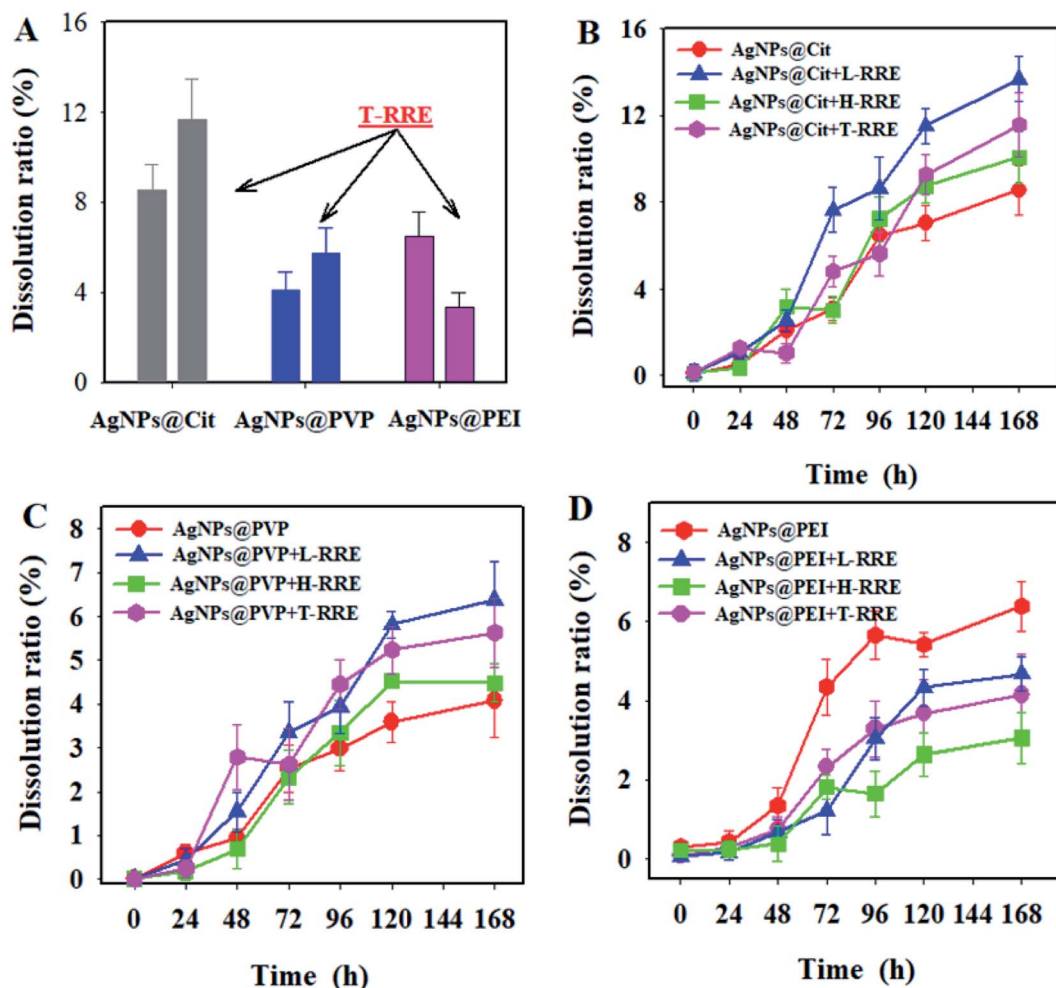 A
Dissolution ratio (%)
16
12
8
4
0
T-RRE
AgNPs@Cit AgNPs@PVP AgNPs@PEI
B
Dissolution ratio (%)
16
12
8
4
0
AgNPs@Cit
AgNPs@Cit+L-RRE
AgNPs@Cit+H-RRE
AgNPs@Cit+T-RRE
0 24 48 72 96 120 144 168
Time (h)
C
Dissolution ratio (%)
8
7
6
5
4
3
2
1
0
AgNPs@PVP
AgNPs@PVP+L-RRE
AgNPs@PVP+H-RRE
AgNPs@PVP+T-RRE
0 24 48 72 96 120 144 168
Time (h)
D
Dissolution ratio (%)
8
6
4
2
0
AgNPs@PEI
AgNPs@PEI+L-RRE
AgNPs@PEI+H-RRE
AgNPs@PEI+T-RRE
0 24 48 72 96 120 144 168
Time (h)